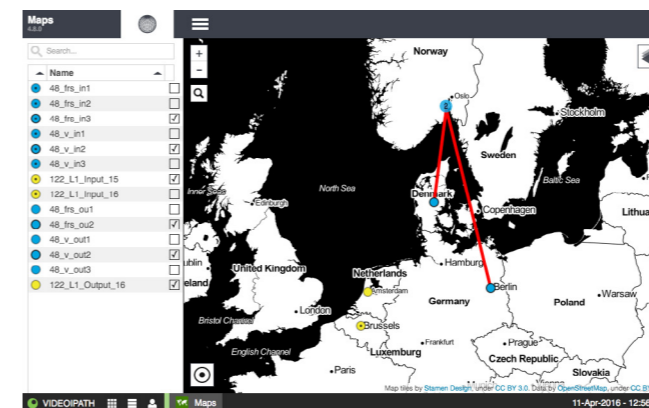 Maps
4.8.0
Search...
Name
48_frs_in1
48_frs_in2
48_frs_in3
48_v_in1
48_v_in2
48_v_in3
122_L1_Input_15
122_L1_Input_16
48_frs_ou1
48_frs_ou2
48_v_out1
48_v_out2
48_v_out3
122_L1_Output_16
VIDEOIPATH
Maps
11-Apr-2016 - 12:56
+
-
Norway
Oslo
2
Stockholm
Sweden
Baltic Sea
North Sea
Edinburgh
Denmark
Copenhagen
Lithua
United Kingdom
Netherlands
Hamburg
Amsterdam
Berlin
Warsaw
Germany
Poland
London
Bristol Channel
Brussels
English Channel
Frankfurt
Prague
Luxemburg
Czech Republic
Paris
Slovakia
Map tiles by Stamen Design, under CC BY 3.0. Data by OpenStreetMap, under CC BY